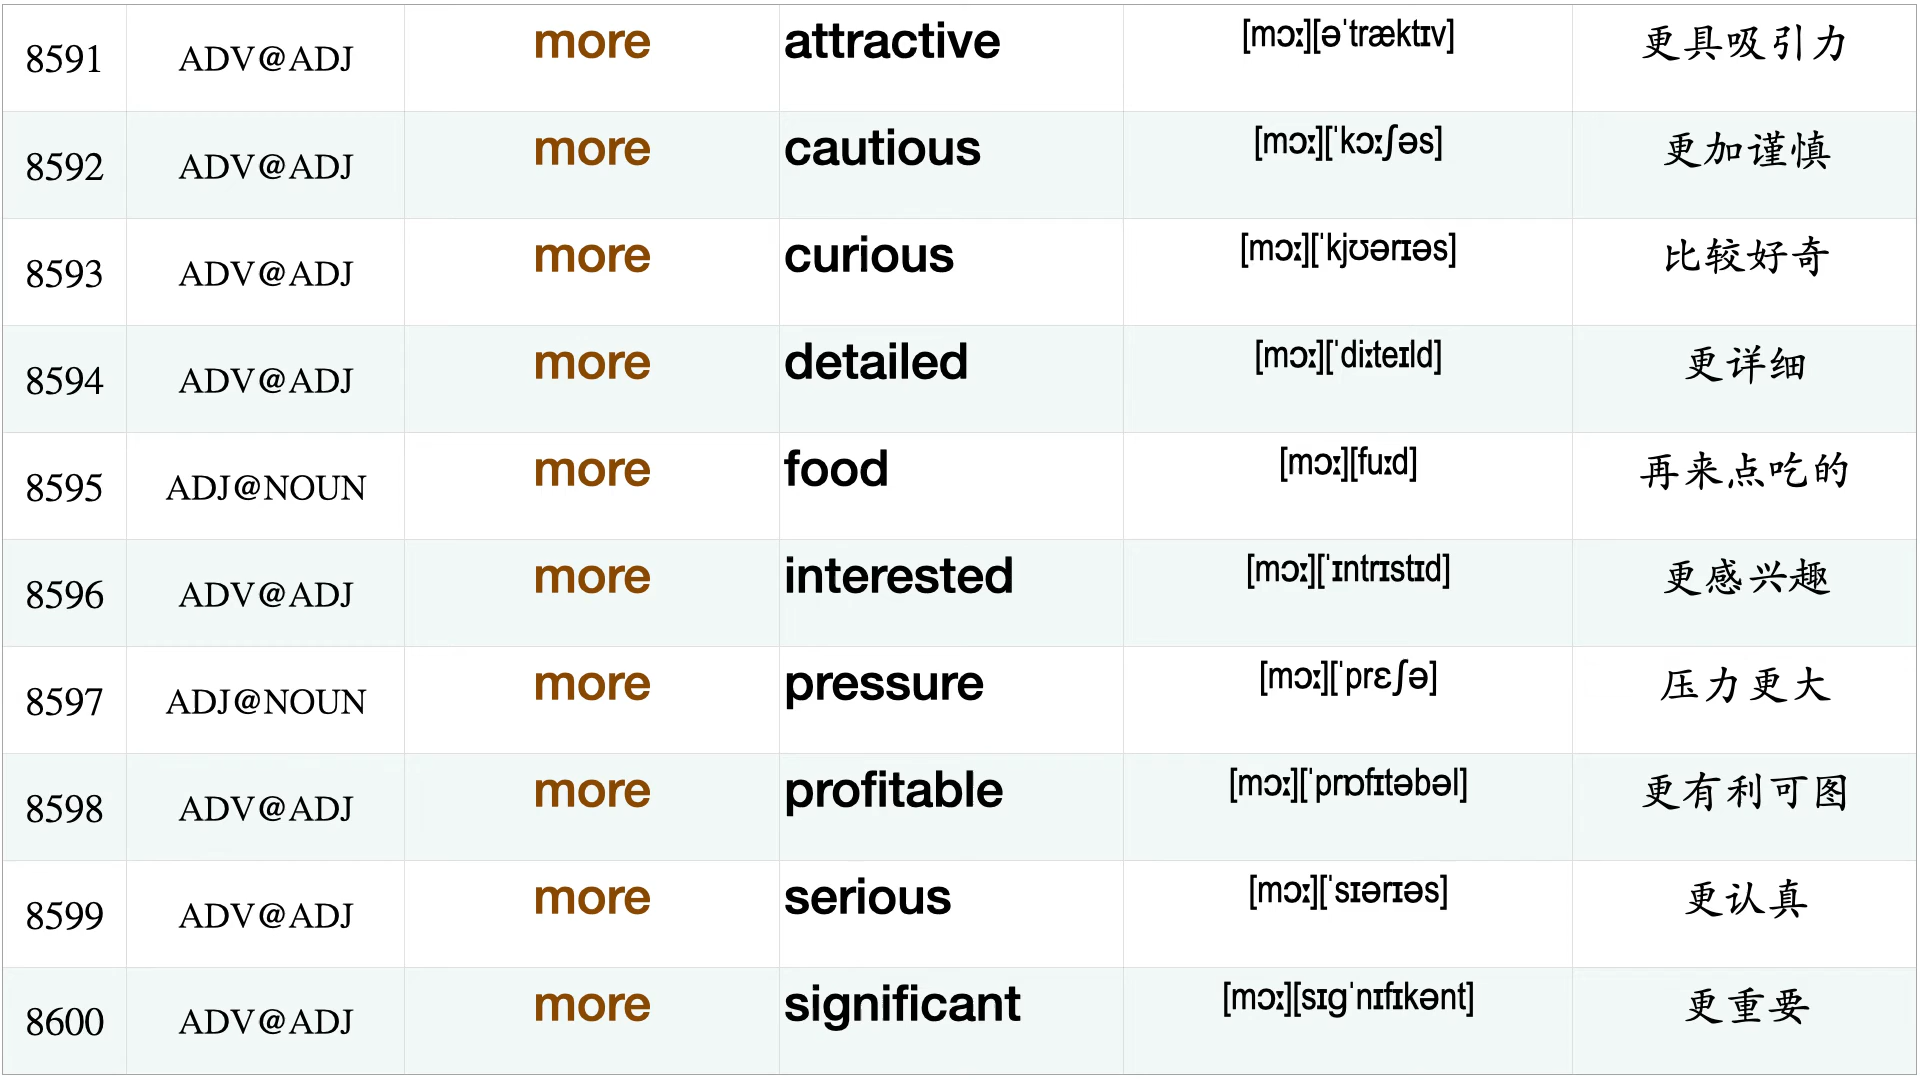 8591 ADV@ADJ more attractive [mɔː][əˈtræktɪv] 更具吸引力
8592 ADV@ADJ more cautious [mɔː][ˈkɔːʃəs] 更加谨慎
8593 ADV@ADJ more curious [mɔː][ˈkjʊərɪəs] 比较好奇
8594 ADV@ADJ more detailed [mɔː][ˈdiːteɪld] 更详细
8595 ADJ@NOUN more food [mɔː][fuːd] 再来点吃的
8596 ADV@ADJ more interested [mɔː][ˈɪntrɪstɪd] 更感兴趣
8597 ADJ@NOUN more pressure [mɔː][ˈprɛʃə] 压力更大
8598 ADV@ADJ more profitable [mɔː][ˈprɒfɪtəbəl] 更有利可图
8599 ADV@ADJ more serious [mɔː][ˈsɪərɪəs] 更认真
8600 ADV@ADJ more significant [mɔː][sɪɡˈnɪfɪkənt] 更重要